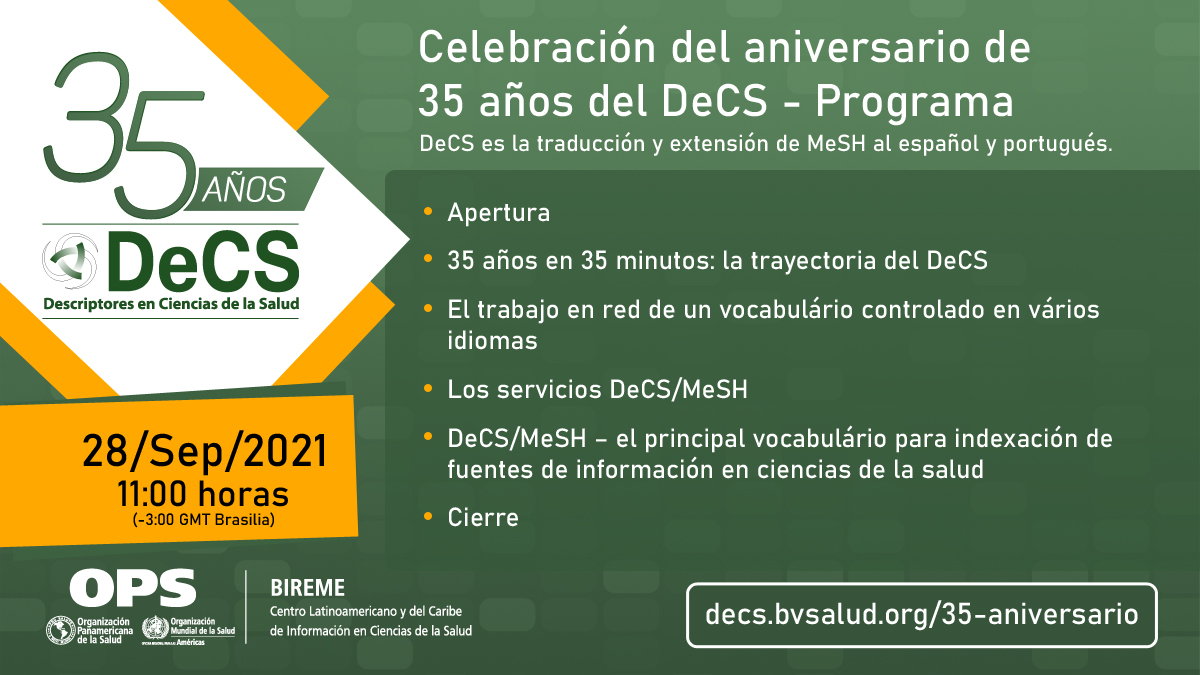 35
AÑOS
DeCS
Descriptores en Ciencias de la Salud
28/Sep/2021
11:00 horas
(-3:00 GMT Brasilia)
Celebración del aniversario de
35 años del DeCS - Programa
DeCS es la traducción y extensión de MeSH al español y portugués.
• Apertura
• 35 años en 35 minutos: la trayectoria del DeCS
• El trabajo en red de un vocabulário controlado en vários
idiomas
• Los servicios DeCS/MeSH
• DeCS/MeSH – el principal vocabulário para indexación de
fuentes de información en ciencias de la salud
• Cierre
OPS
Organización
Panamericana
de la Salud
Organización
Mundial de la Salud
Américas
BIREME
Centro Latinoamericano y del Caribe
de Información en Ciencias de la Salud
decs.bvsalud.org/35-aniversario